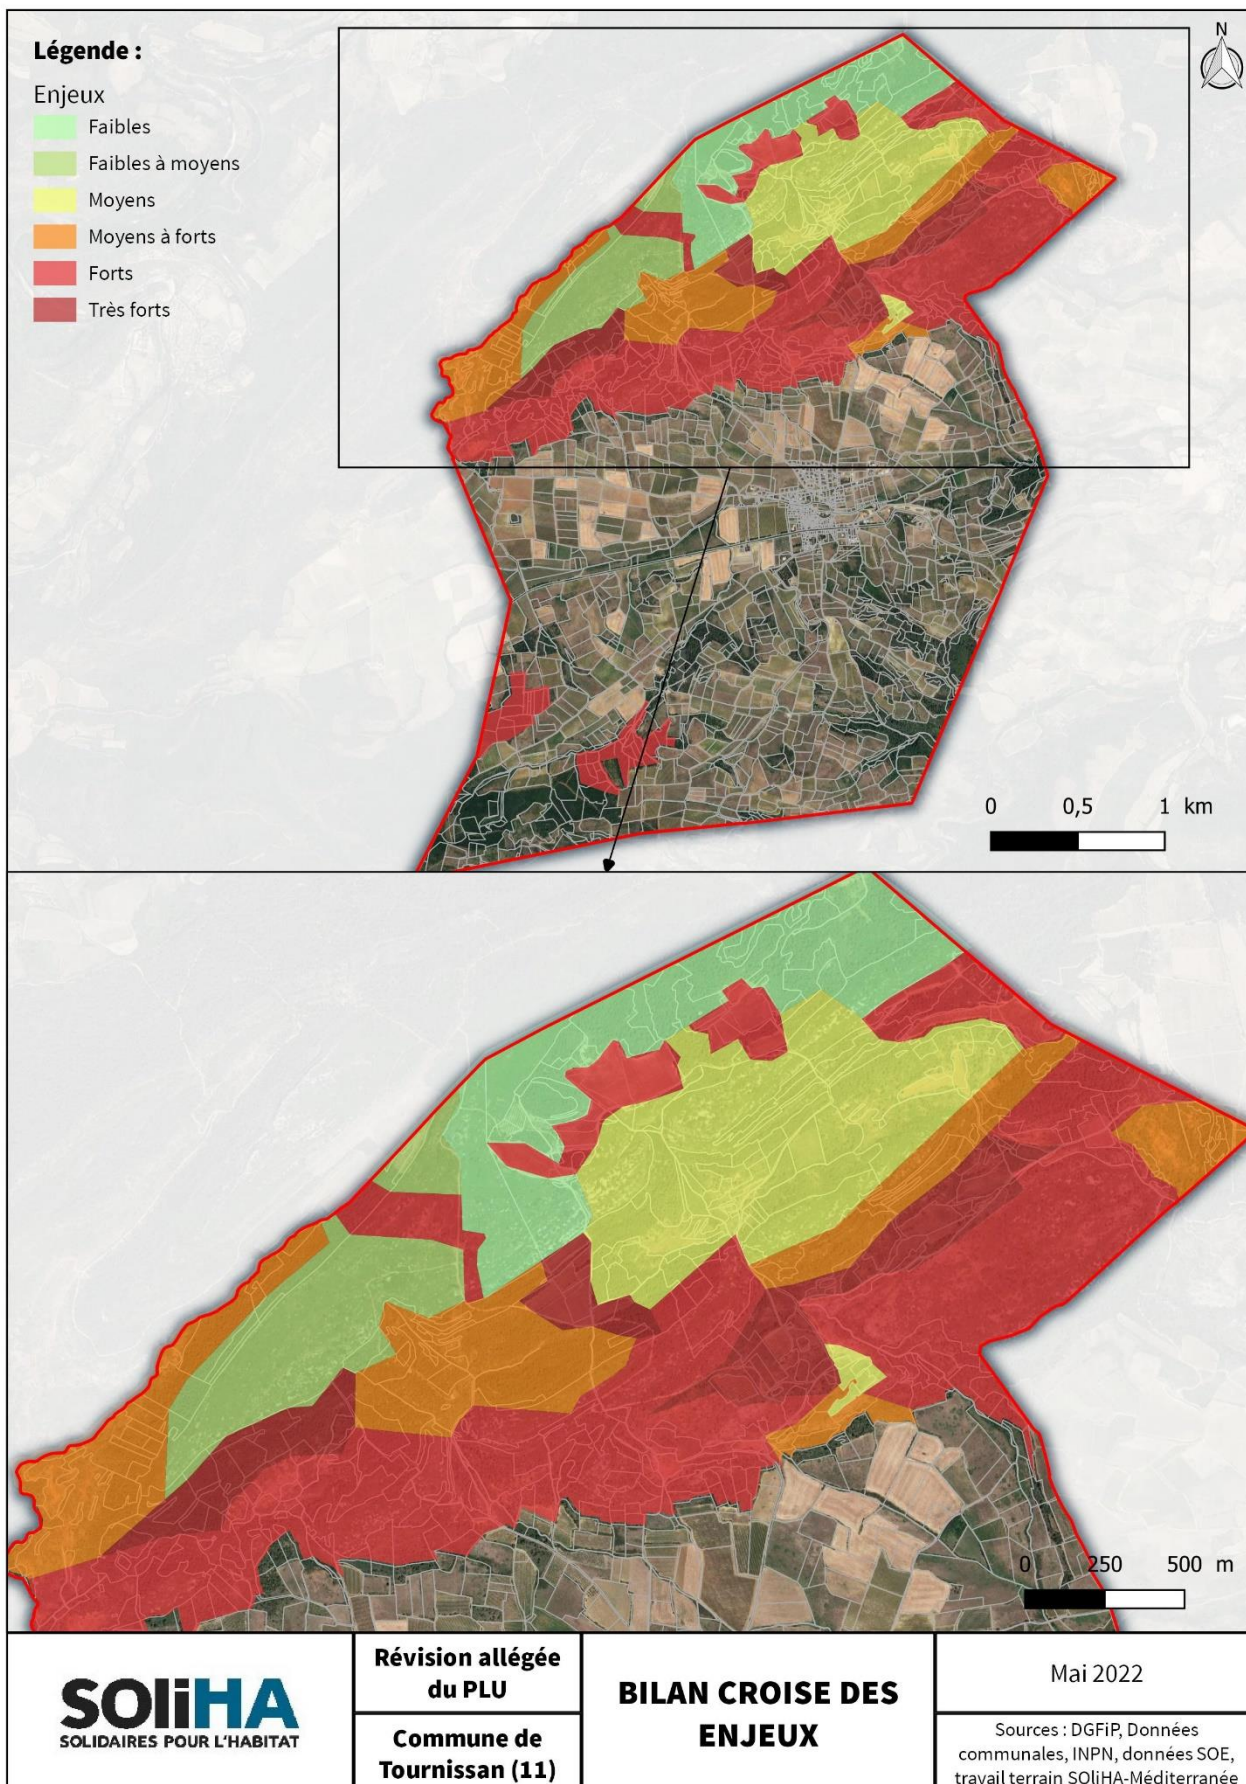 Légende :
Enjeux
Faibles
Faibles à moyens
Moyens
Moyens à forts
Forts
Très forts
N
0 0,5 1 km
0 250 500 m
SOliHA
SOLIDAIRES POUR L'HABITAT
Révision allégée
du PLU
Commune de
Tournissan (11)
BILAN CROISE DES
ENJEUX
Mai 2022
Sources : DGFiP, Données
communales, INPN, données SOE,
travail terrain SOliHA-Méditerranée